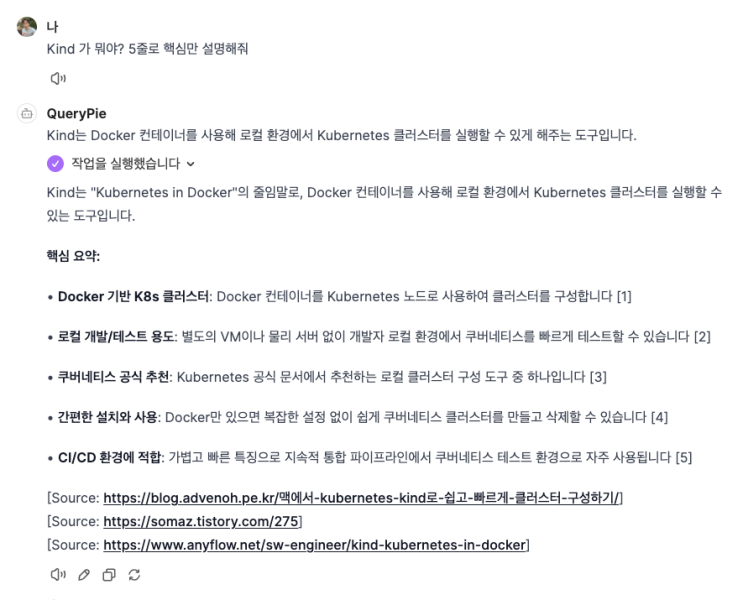 나
Kind 가 뭐야? 5줄로 핵심만 설명해줘
QueryPie
Kind는 Docker 컨테이너를 사용해 로컬 환경에서 Kubernetes 클러스터를 실행할 수 있게 해주는 도구입니다.
작업을 실행했습니다
Kind는 "Kubernetes in Docker"의 줄임말로, Docker 컨테이너를 사용해 로컬 환경에서 Kubernetes 클러스터를 실행할 수
있는 도구입니다.
핵심 요약:
• Docker 기반 K8s 클러스터: Docker 컨테이너를 Kubernetes 노드로 사용하여 클러스터를 구성합니다 [1]
• 로컬 개발/테스트 용도: 별도의 VM이나 물리 서버 없이 개발자 로컬 환경에서 쿠버네티스를 빠르게 테스트할 수 있습니다 [2]
• 쿠버네티스 공식 추천: Kubernetes 공식 문서에서 추천하는 로컬 클러스터 구성 도구 중 하나입니다 [3]
• 간편한 설치와 사용: Docker만 있으면 복잡한 설정 없이 쉽게 쿠버네티스 클러스터를 만들고 삭제할 수 있습니다 [4]
• CI/CD 환경에 적합: 가볍고 빠른 특징으로 지속적 통합 파이프라인에서 쿠버네티스 테스트 환경으로 자주 사용됩니다 [5]
[Source: https://blog.advenoh.pe.kr/맥에서-kubernetes-kind로-쉽고-빠르게-클러스터-구성하기/]
[Source: https://somaz.tistory.com/275]
[Source: https://www.anyflow.net/sw-engineer/kind-kubernetes-in-docker]